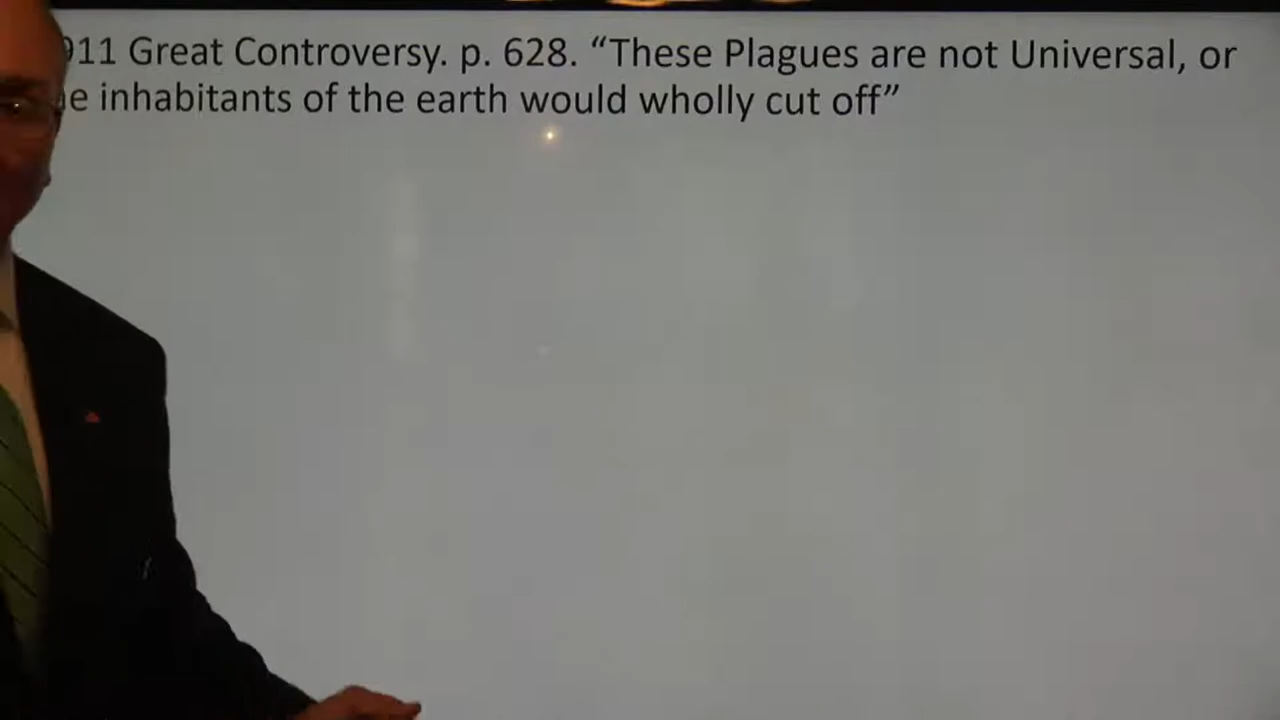 911 Great Controversy. p. 628. “These Plagues are not Universal, or
e inhabitants of the earth would wholly cut off”